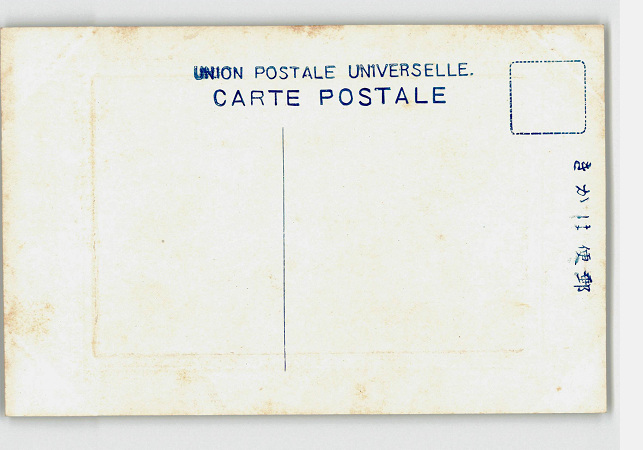 UNION POSTALE UNIVERSELLE.
CARTE POSTALE
郵便はかき